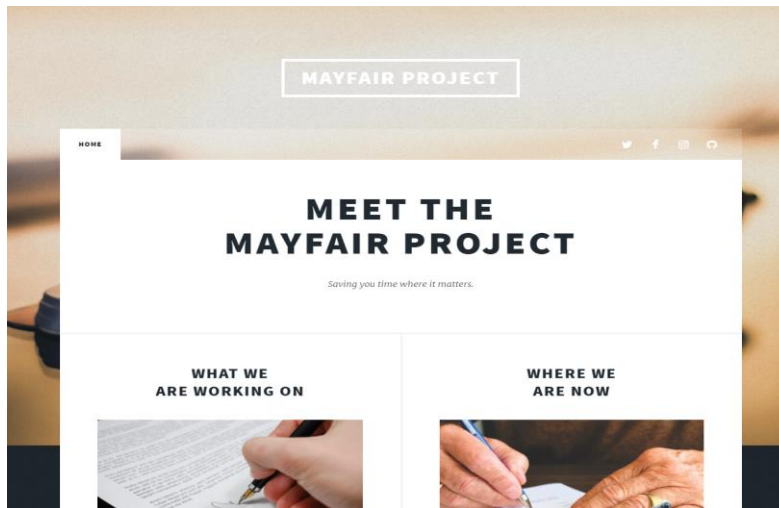 MAYFAIR PROJECT
HOME
MEET THE
MAYFAIR PROJECT
Saving you time where it matters.
WHAT WE
ARE WORKING ON
WHERE WE
ARE NOW